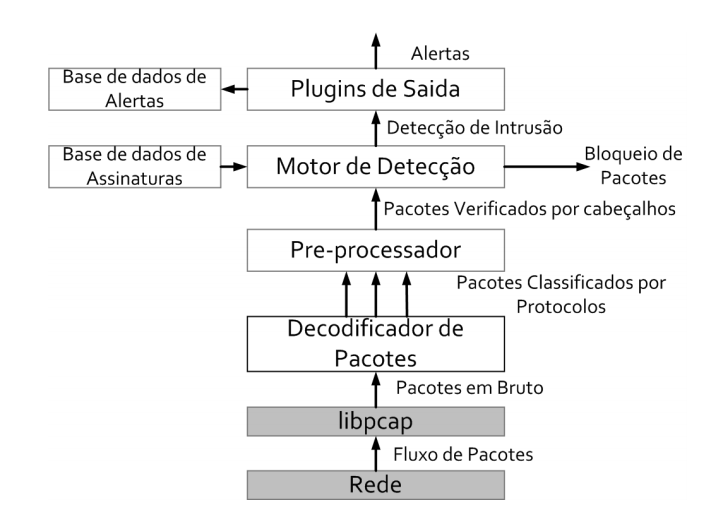 Alertas
Base de dados de
Alertas
Plugins de Saida
Detecção de Intrusão
Base de dados de
Assinaturas
Motor de Detecção
Bloqueio de
Pacotes
Pacotes Verificados por cabeçalhos
Pre-processador
Pacotes Classificados por
Protocolos
Decodificador de
Pacotes
Pacotes em Bruto
libpcap
Fluxo de Pacotes
Rede